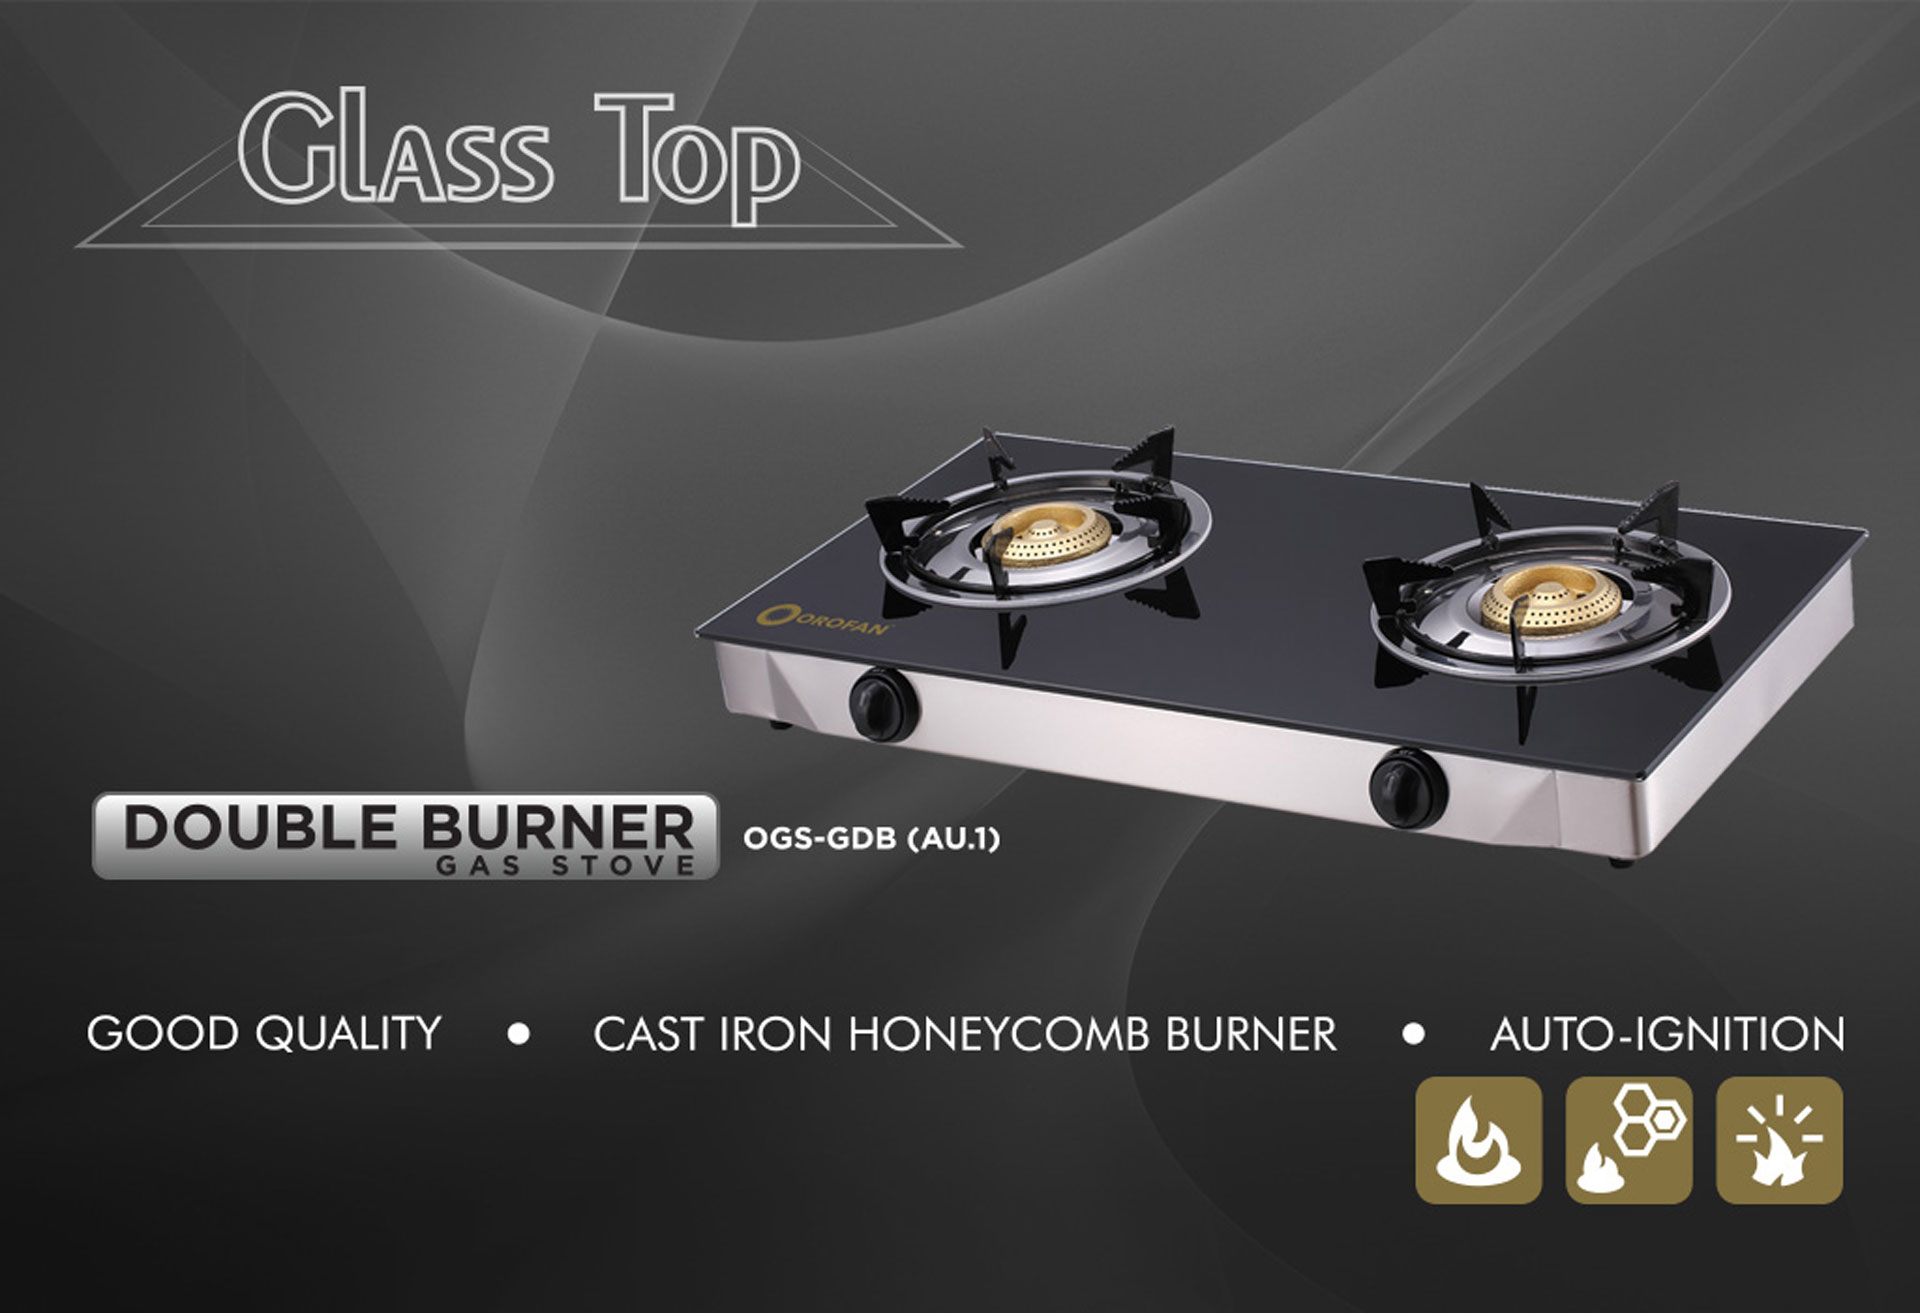 Glass Top
OROFAN
DOUBLE BURNER
GAS STOVE
OGS-GDB (AU.1)
GOOD QUALITY • CAST IRON HONEYCOMB BURNER • AUTO-IGNITION